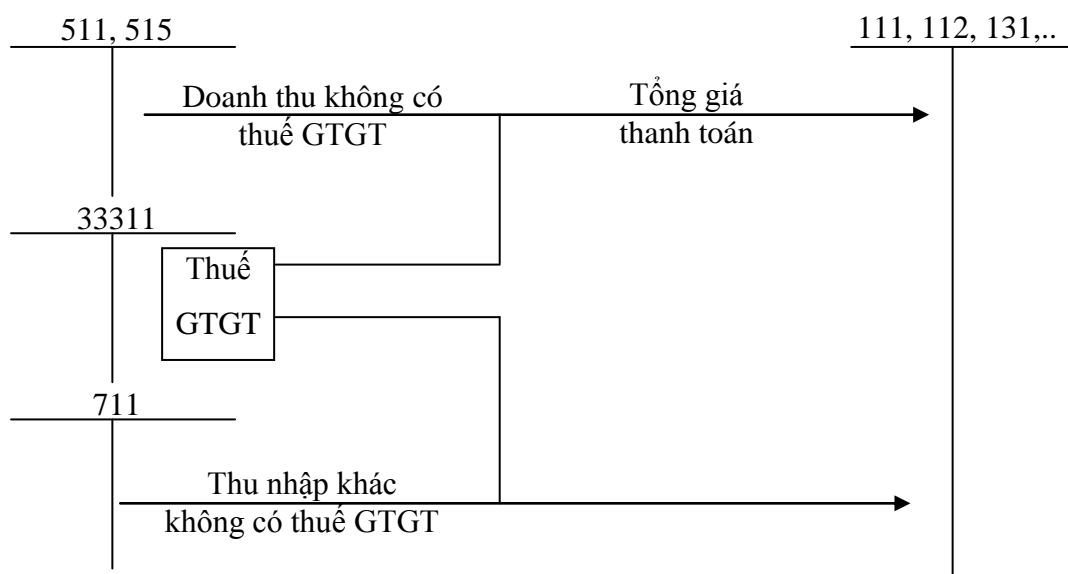 511, 515
111, 112, 131,..
Doanh thu không có
thuế GTGT
Tổng giá
thanh toán
33311
Thuế
GTGT
711
Thu nhập khác
không có thuế GTGT